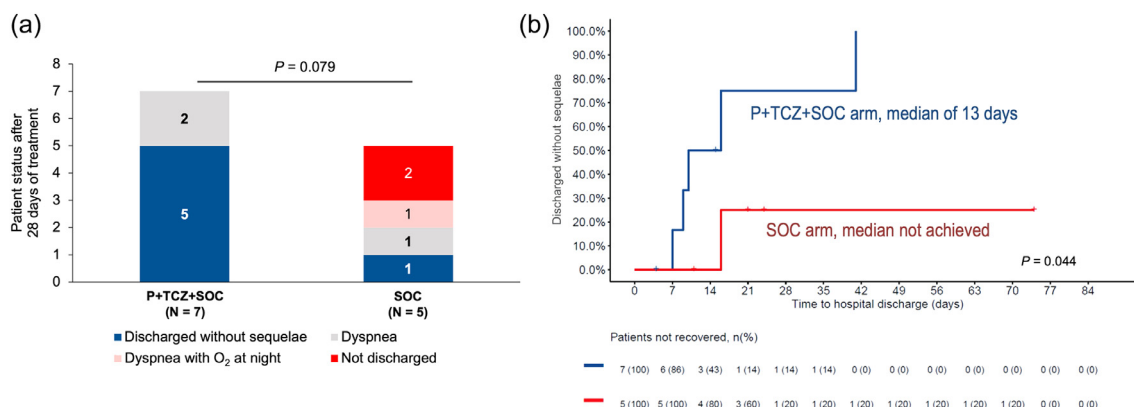 (a)
P = 0.079
Patient status after
28 days of treatment
8
7
6
5
4
3
2
1
0
2
5
2
1
1
1
P+TCZ+SOC
(N = 7)
SOC
(N = 5)
Discharged without sequelae
Dyspnea
Dyspnea with O2 at night
Not discharged
(b)
Discharged without sequelae
100.0%
90.0%
80.0%
70.0%
60.0%
50.0%
40.0%
30.0%
20.0%
10.0%
0.0%
P+TCZ+SOC arm, median of 13 days
SOC arm, median not achieved
P = 0.044
0 7 14 21 28 35 42 49 56 63 70 77 84
Time to hospital discharge (days)
Patients not recovered, n(%)
7 (100) 6 (86) 3 (43) 1 (14) 1 (14) 1 (14) 0 (0) 0 (0) 0 (0) 0 (0) 0 (0) 0 (0) 0 (0)
5 (100) 5 (100) 4 (80) 3 (60) 1 (20) 1 (20) 1 (20) 1 (20) 1 (20) 1 (20) 1 (20) 0 (0) 0 (0)